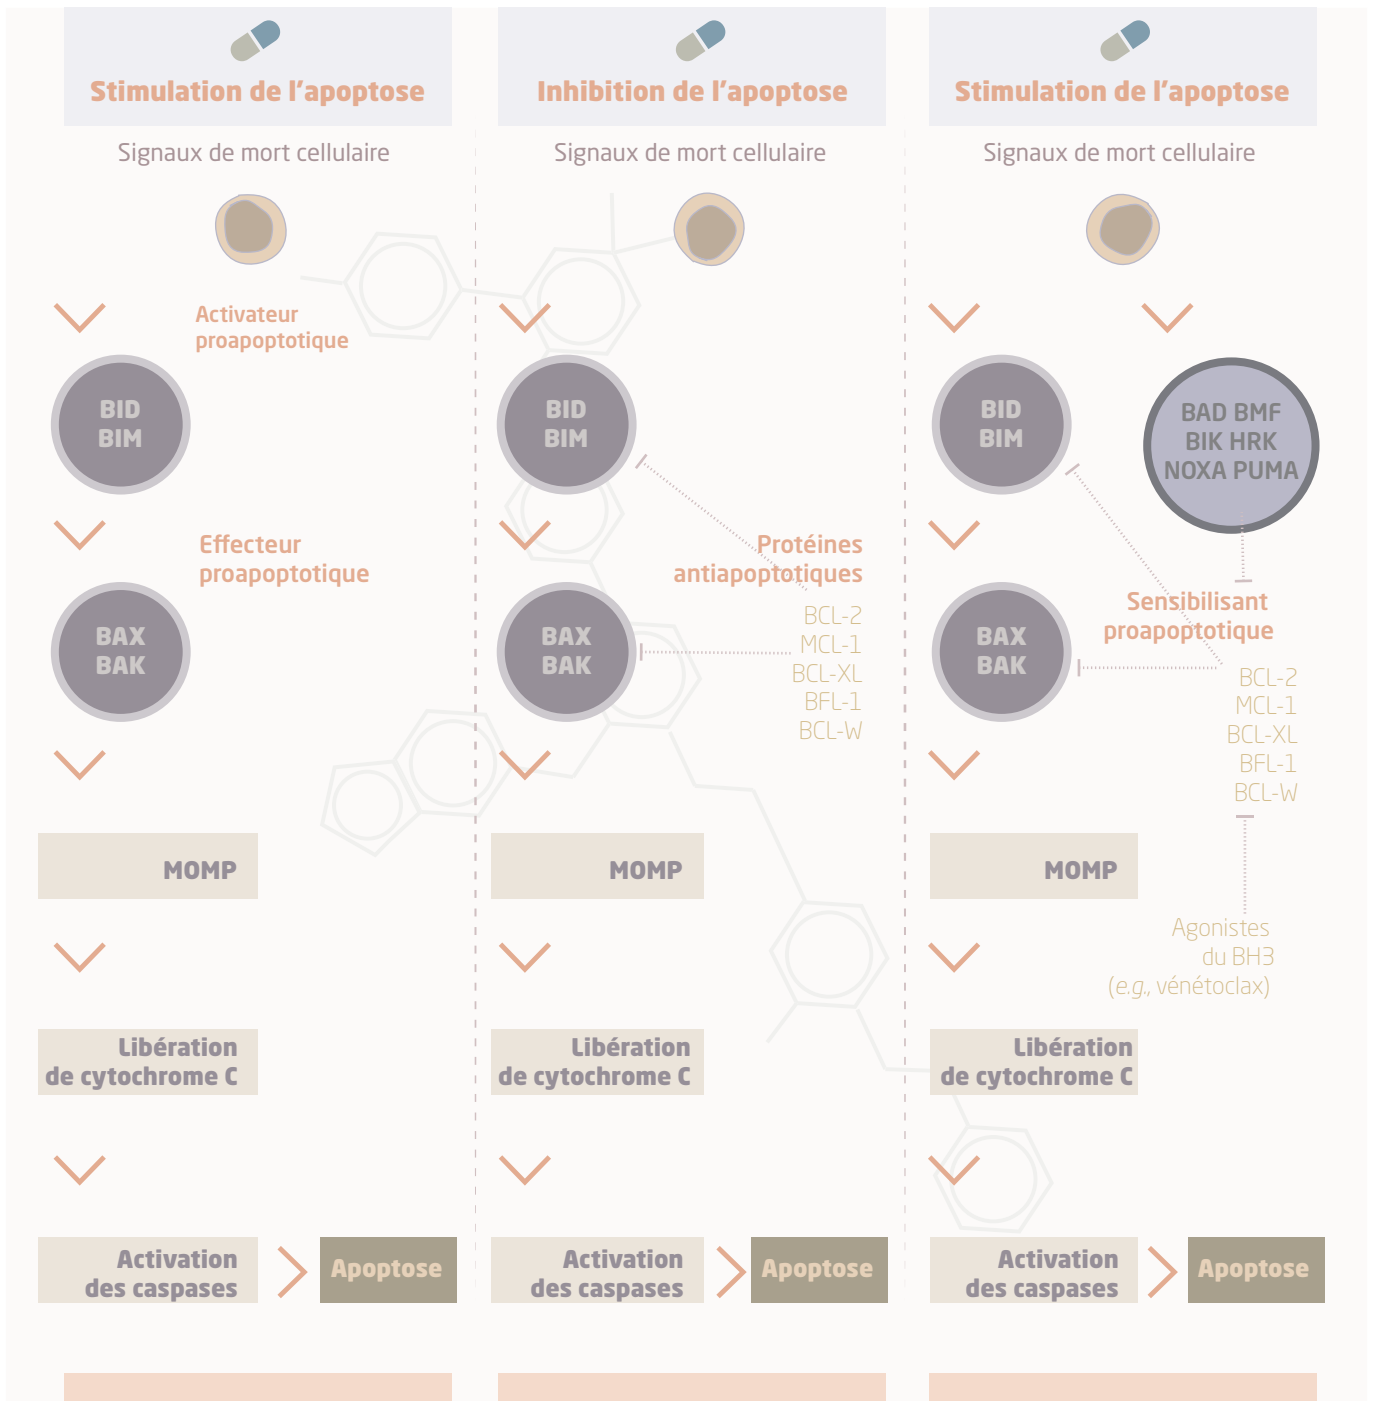 Stimulation de l'apoptose
Signaux de mort cellulaire
Activateur
proapoptotique
BID
BIM
Effecteur
proapoptotique
BAX
BAK
MOMP
Libération
de cytochrome C
Activation
des caspases
Apoptose
Inhibition de l'apoptose
Signaux de mort cellulaire
BID
BIM
Protéines
antiapoptotiques
BCL-2
MCL-1
BCL-XL
BFL-1
BCL-W
BAX
BAK
MOMP
Libération
de cytochrome C
Activation
des caspases
Apoptose
Stimulation de l'apoptose
Signaux de mort cellulaire
BID
BIM
BAD BMF
BIK HRK
NOXA PUMA
Sensibilisant
proapoptotique
BAX
BAK
BCL-2
MCL-1
BCL-XL
BFL-1
BCL-W
MOMP
Agonistes
du BH3
(e.g., vénétoclax)
Libération
de cytochrome C
Activation
des caspases
Apoptose